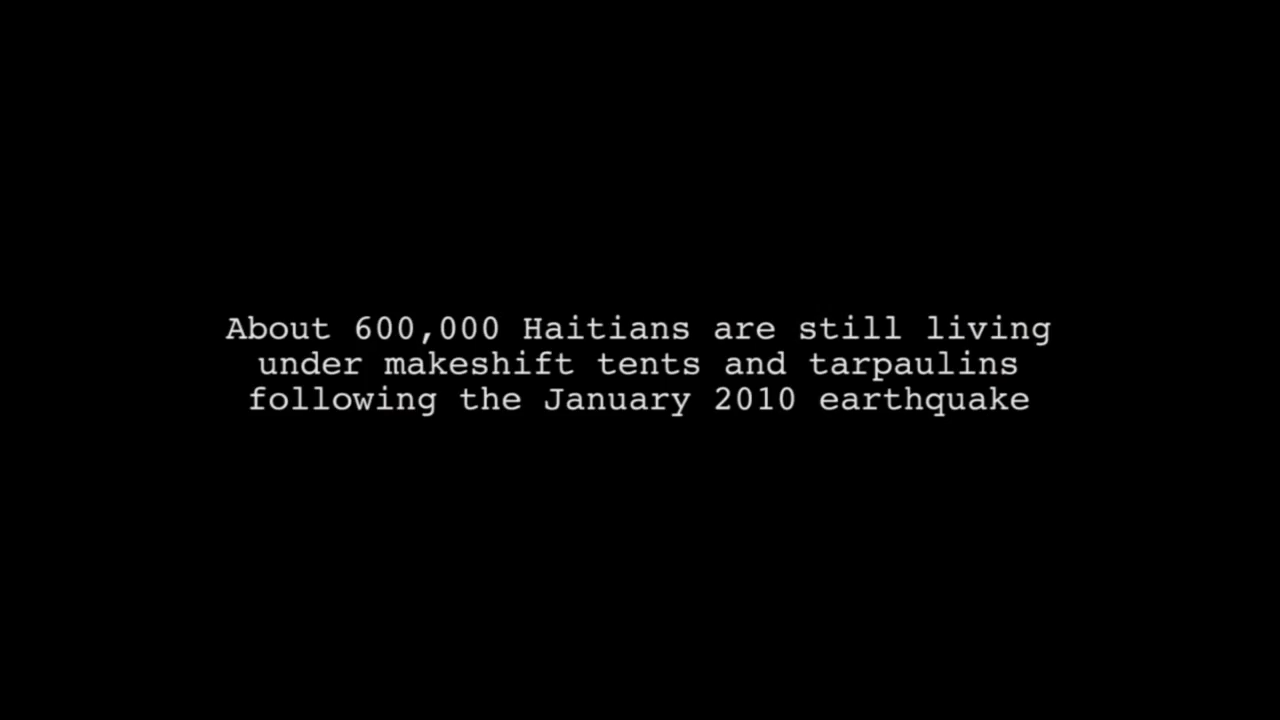 About 600,000 Haitians are still living
under makeshift tents and tarpaulins
following the January 2010 earthquake